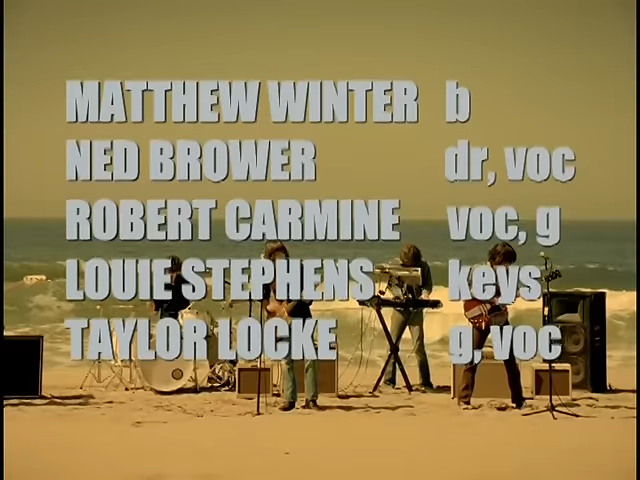 MATTHEW WINTER b
NED BROWER dr, voc
ROBERT CARMINE voc, g
LOUIE STEPHENS keys
TAYLOR LOCKE g, voc